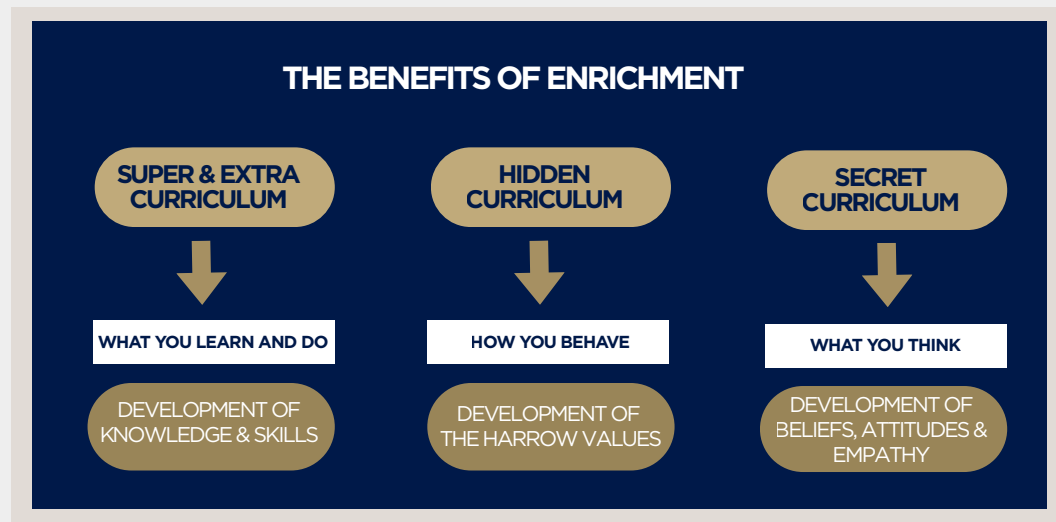 THE BENEFITS OF ENRICHMENT
SUPER & EXTRA
CURRICULUM
WHAT YOU LEARN AND DO
DEVELOPMENT OF
KNOWLEDGE & SKILLS
HIDDEN
CURRICULUM
HOW YOU BEHAVE
DEVELOPMENT OF
THE HARROW VALUES
SECRET
CURRICULUM
WHAT YOU THINK
DEVELOPMENT OF
BELIEFS, ATTITUDES &
EMPATHY